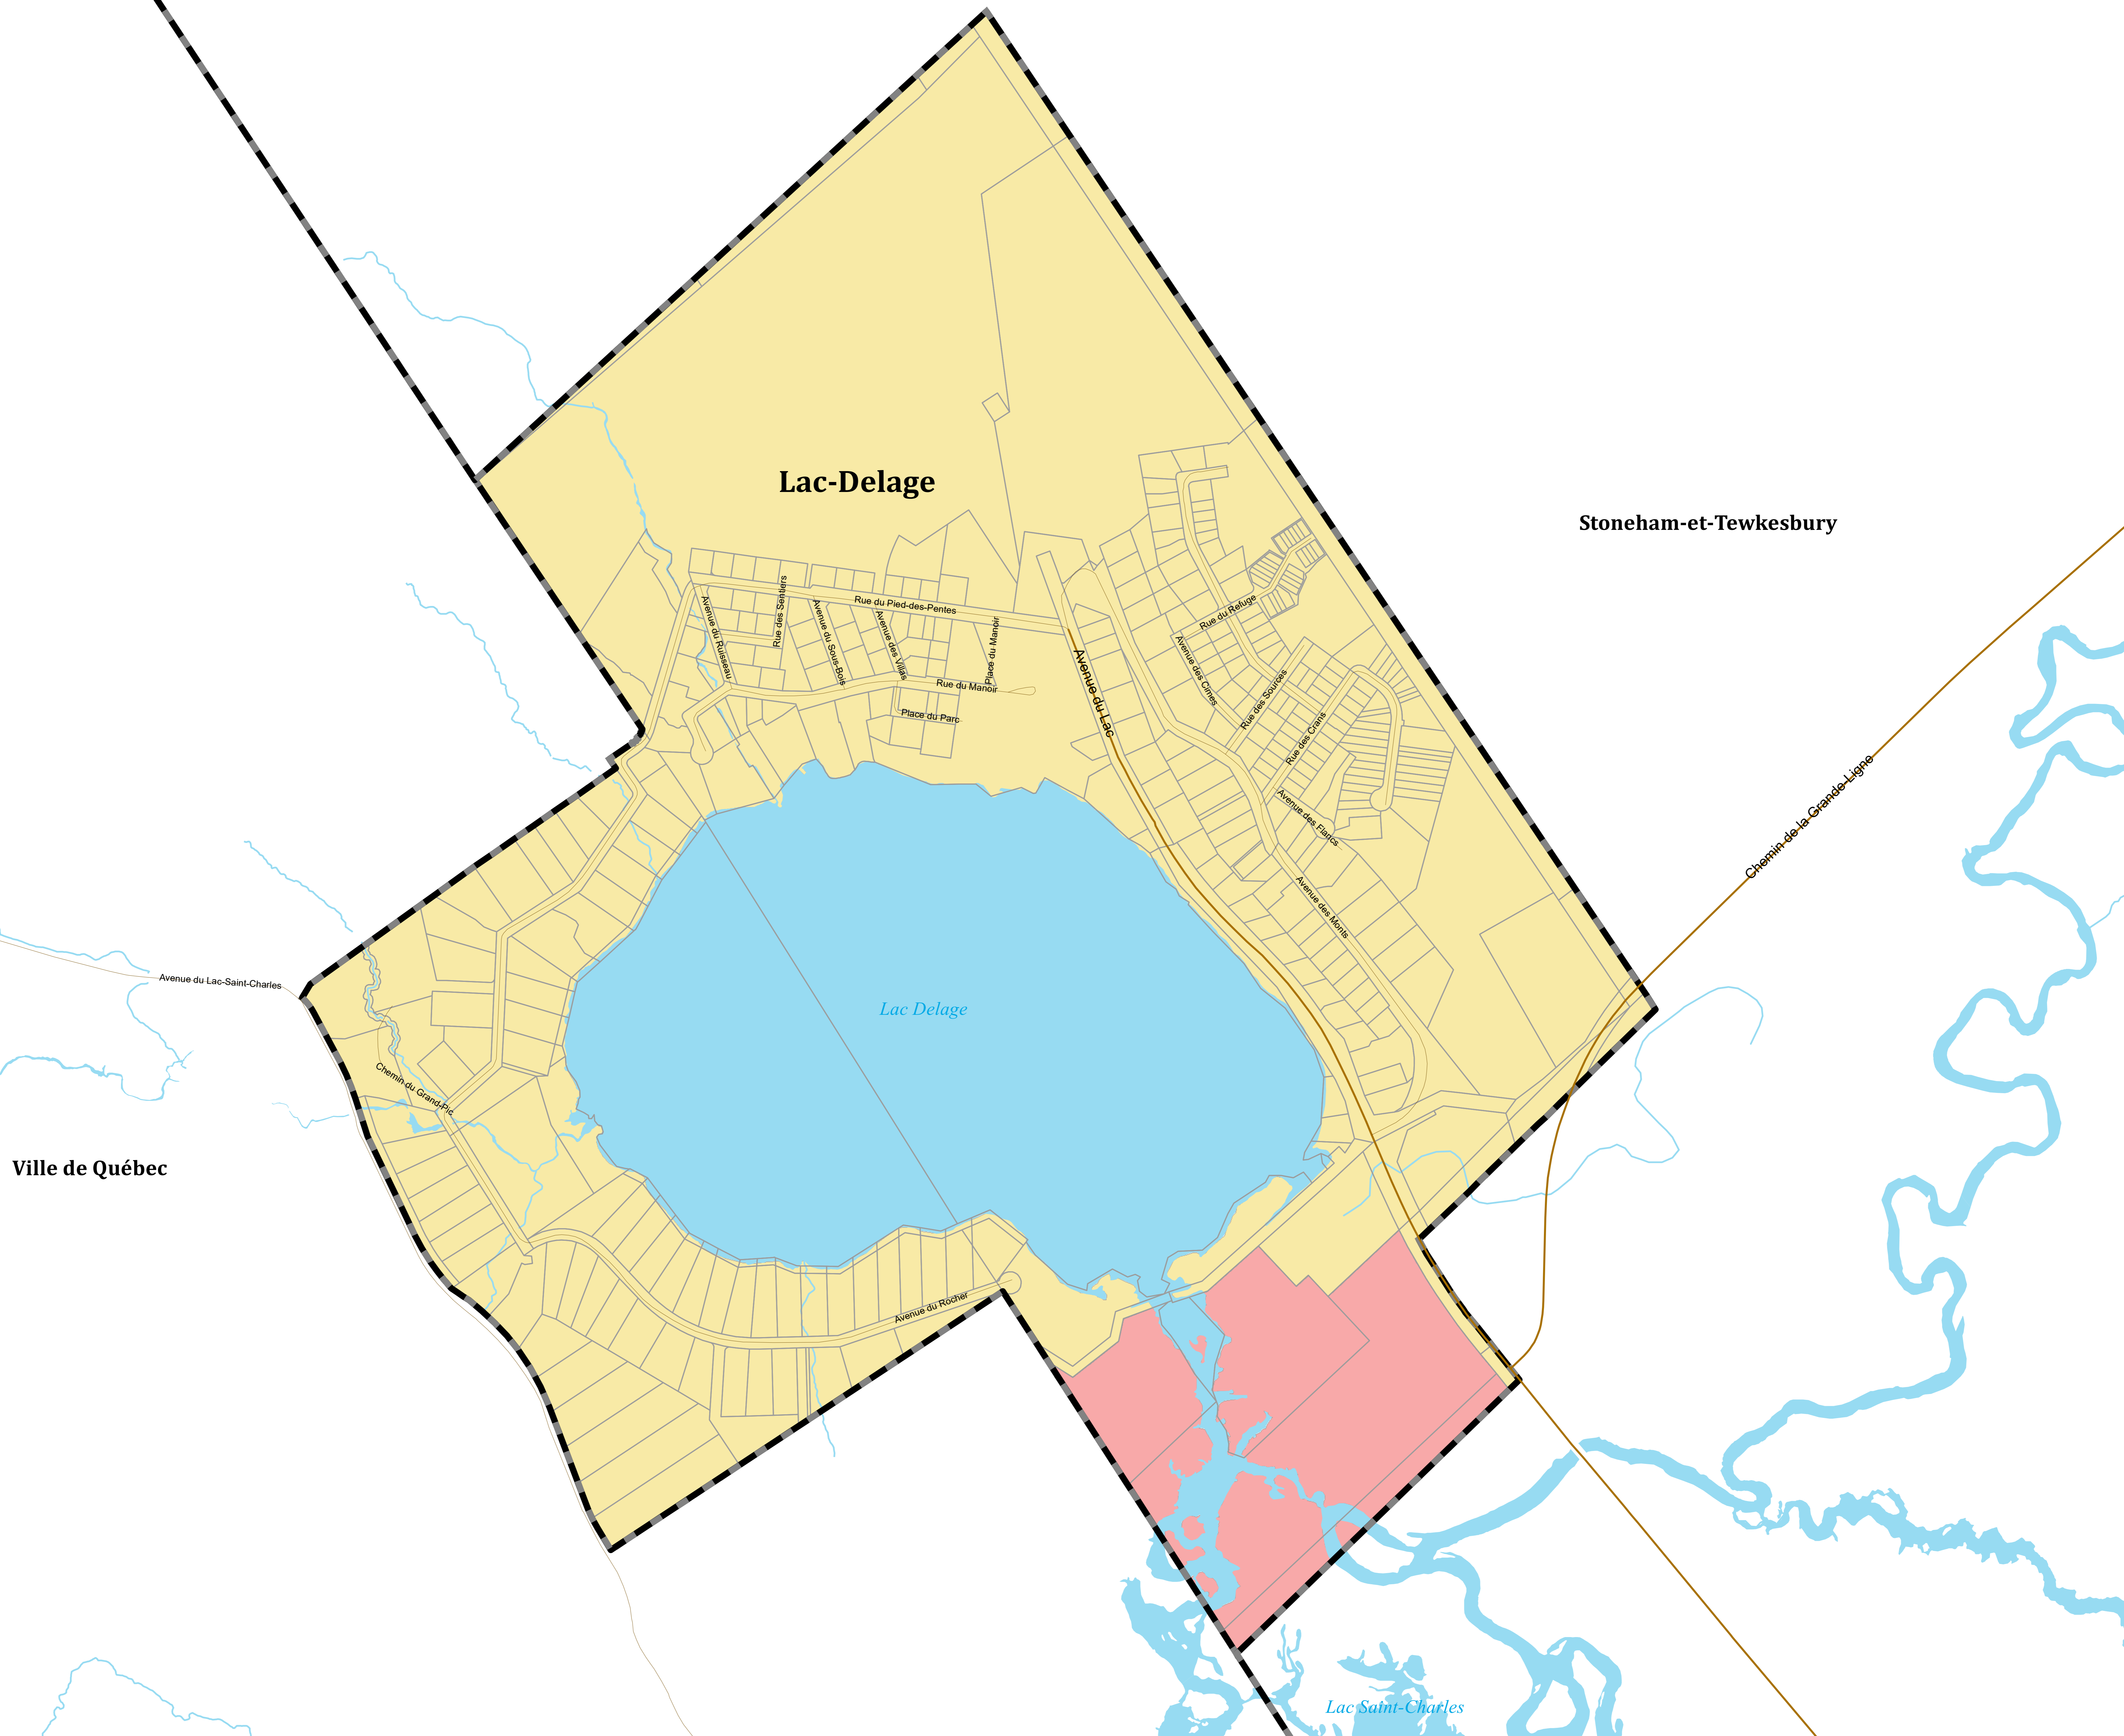 Lac-Delage
Stoneham-et-Tewkesbury
Rue du Pied-des-Pentes
Rue des Sentiers
Avenue du Ruisseau
Avenue du Sous-Bois
Avenue des Villas
Place du Manoir
Rue du Manoir
Place du Parc
Avenue du Lac
Rue du Refuge
Avenue des Cimes
Rue des Sources
Rue des Crans
Avenue des Flancs
Avenue des Monts
Chemin de la Grande-Ligne
Avenue du Lac-Saint-Charles
Lac Delage
Chemin du Grand-Pic
Ville de Québec
Avenue du Rocher
Lac Saint-Charles